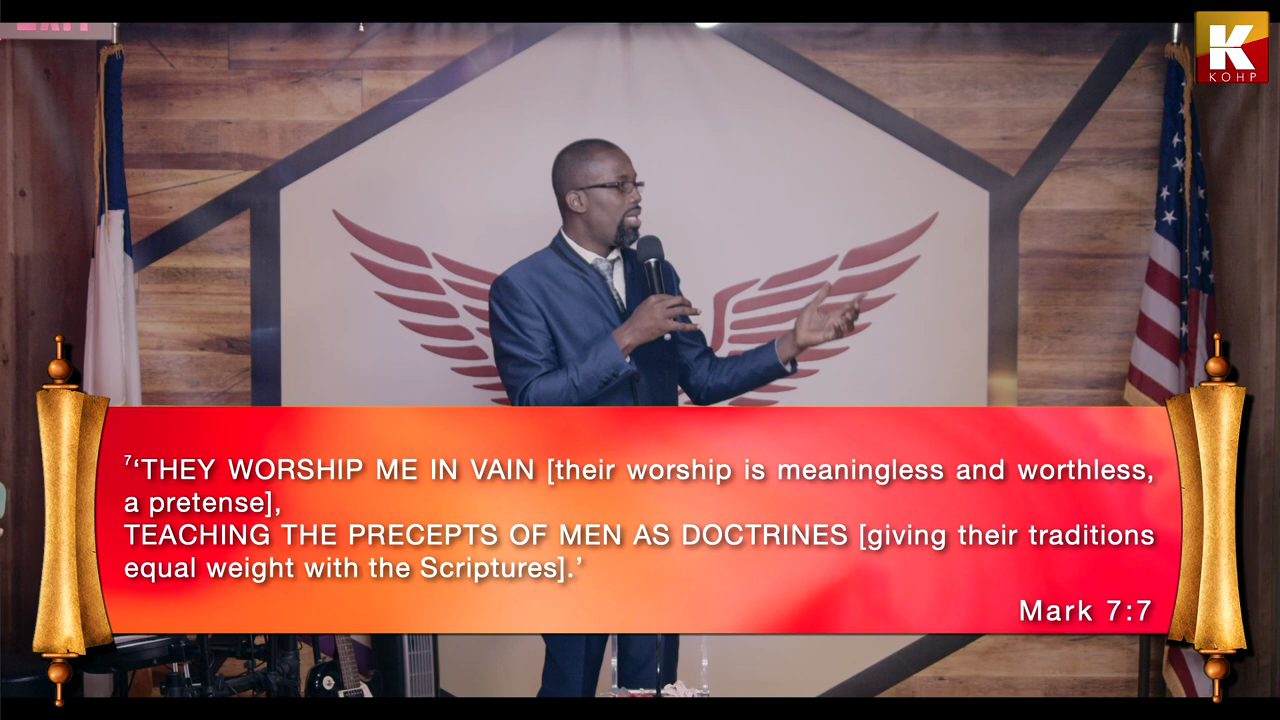 EXIT
K
KOHP
7‘THEY WORSHIP ME IN VAIN [their worship is meaningless and worthless,
a pretense],
TEACHING THE PRECEPTS OF MEN AS DOCTRINES [giving their traditions
equal weight with the Scriptures].’
Mark 7:7